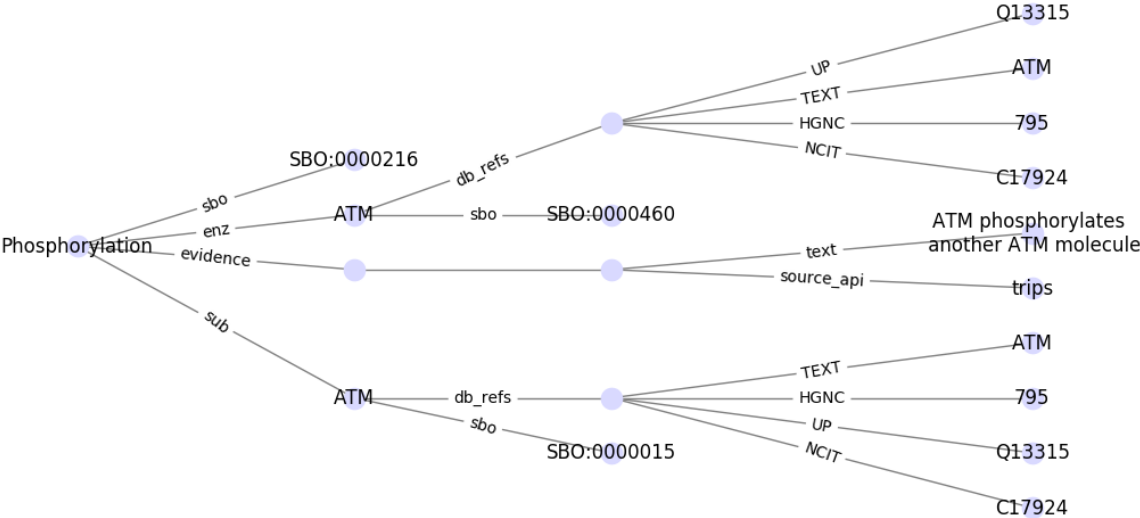 Q13315
UP
ATM
TEXT
HGNC
795
NCIT
C17924
db_refs
SBO:0000216
sbo
ATM
sbo
SBO:0000460
enz
Phosphorylation
evidence
ATM phosphorylates
another ATM molecule
text
source_api
trips
sub
ATM
TEXT
ATM
db_refs
HGNC
795
sbo
UP
SBO:0000015
Q13315
NCIT
C17924